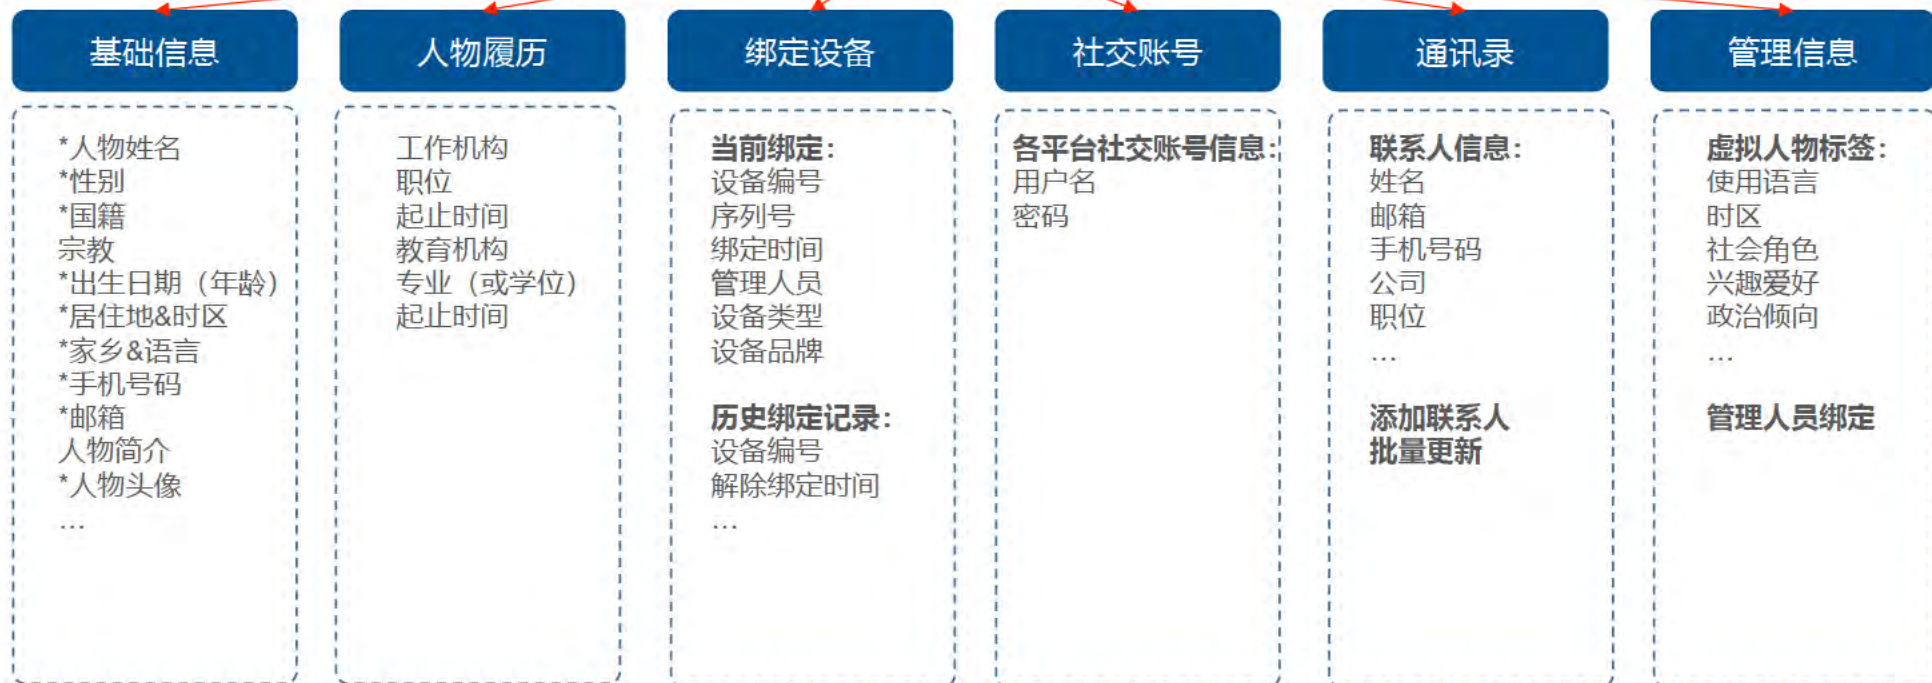 基础信息
*人物姓名
*性别
*国籍
宗教
*出生日期（年龄）
*居住地&时区
*家乡&语言
*手机号码
*邮箱
人物简介
*人物头像
...
人物履历
工作机构
职位
起止时间
教育机构
专业（或学位）
起止时间
绑定设备
当前绑定：
设备编号
序列号
绑定时间
管理人员
设备类型
设备品牌
历史绑定记录：
设备编号
解除绑定时间
...
社交账号
各平台社交账号信息：
用户名
密码
通讯录
联系人信息：
姓名
邮箱
手机号码
公司
职位
...
添加联系人
批量更新
管理信息
虚拟人物标签：
使用语言
时区
社会角色
兴趣爱好
政治倾向
...
管理人员绑定